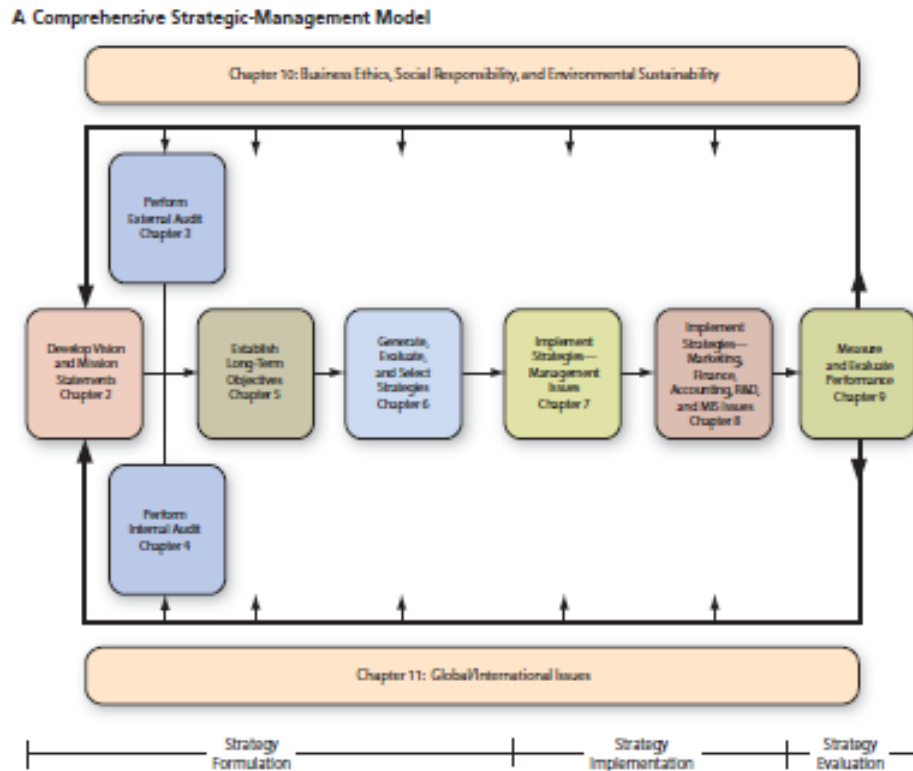 A Comprehensive Strategic-Management Model
Chapter 10: Business Ethics, Social Responsibility, and Environmental Sustainability
Perform
External Audit
Chapter 3
Develop Vision
and Mission
Statements
Chapter 2
Establish
Long-Term
Objectives
Chapter 5
Generate,
Evaluate,
and Select
Strategies
Chapter 6
Implement
Strategies—
Management
Issues
Chapter 7
Implement
Strategies—
Marketing,
Finance,
Accounting, R&D,
and MIS Issues
Chapter 8
Measure
and Evaluate
Performance
Chapter 9
Perform
Internal Audit
Chapter 4
Chapter 11: Global/International Issues
Strategy
Formulation
Strategy
Implementation
Strategy
Evaluation